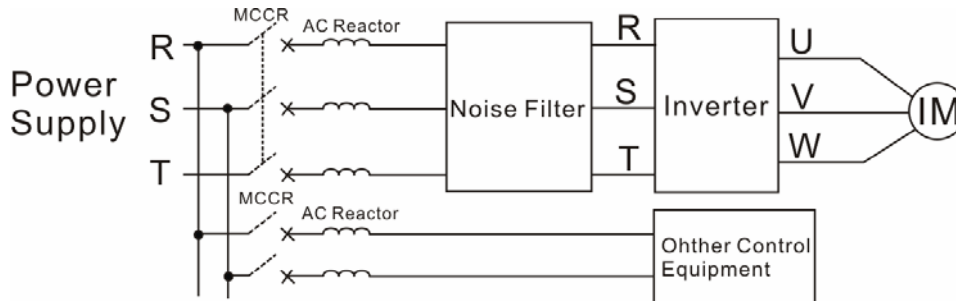 MCCR
AC Reactor
R
R
U
Power
Supply
S
Noise Filter
S
Inverter
V
IM
T
T
W
MCCR
AC Reactor
Ohther Control
Equipment